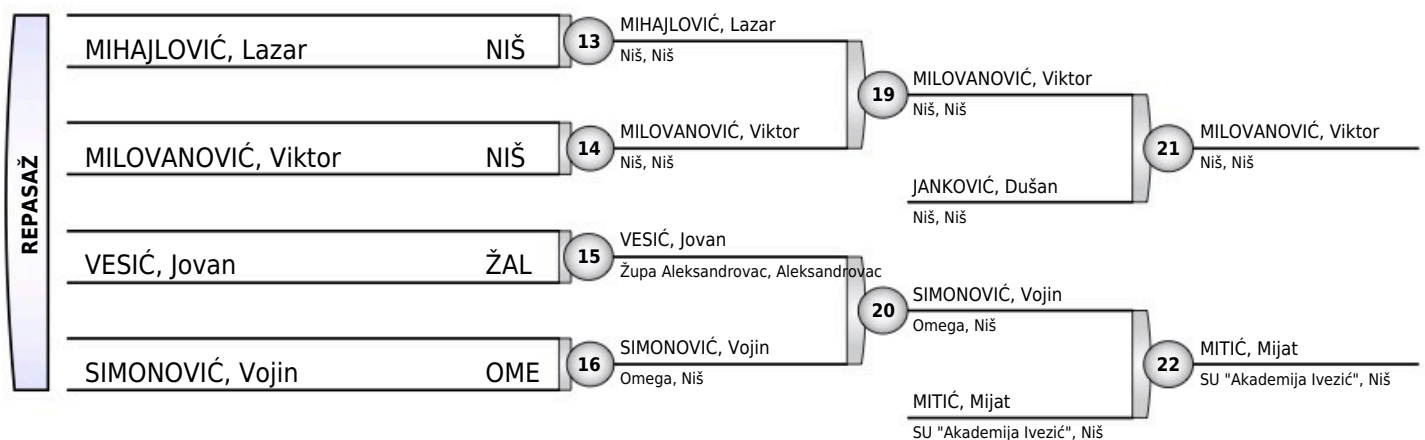 REPASAŽ
MIHAJLOVIĆ, Lazar NIŠ
MILOVANOVIĆ, Viktor NIŠ
VESIĆ, Jovan ŽAL
SIMONOVIĆ, Vojin OME
13
MIHAJLOVIĆ, Lazar
Niš, Niš
14
MILOVANOVIĆ, Viktor
Niš, Niš
15
VESIĆ, Jovan
Župa Aleksandrovac, Aleksandrovac
16
SIMONOVIĆ, Vojin
Omega, Niš
19
MILOVANOVIĆ, Viktor
Niš, Niš
JANKOVIĆ, Dušan
Niš, Niš
20
SIMONOVIĆ, Vojin
Omega, Niš
MITIĆ, Mijat
SU "Akademija Ivezić", Niš
21
MILOVANOVIĆ, Viktor
Niš, Niš
22
MITIĆ, Mijat
SU "Akademija Ivezić", Niš